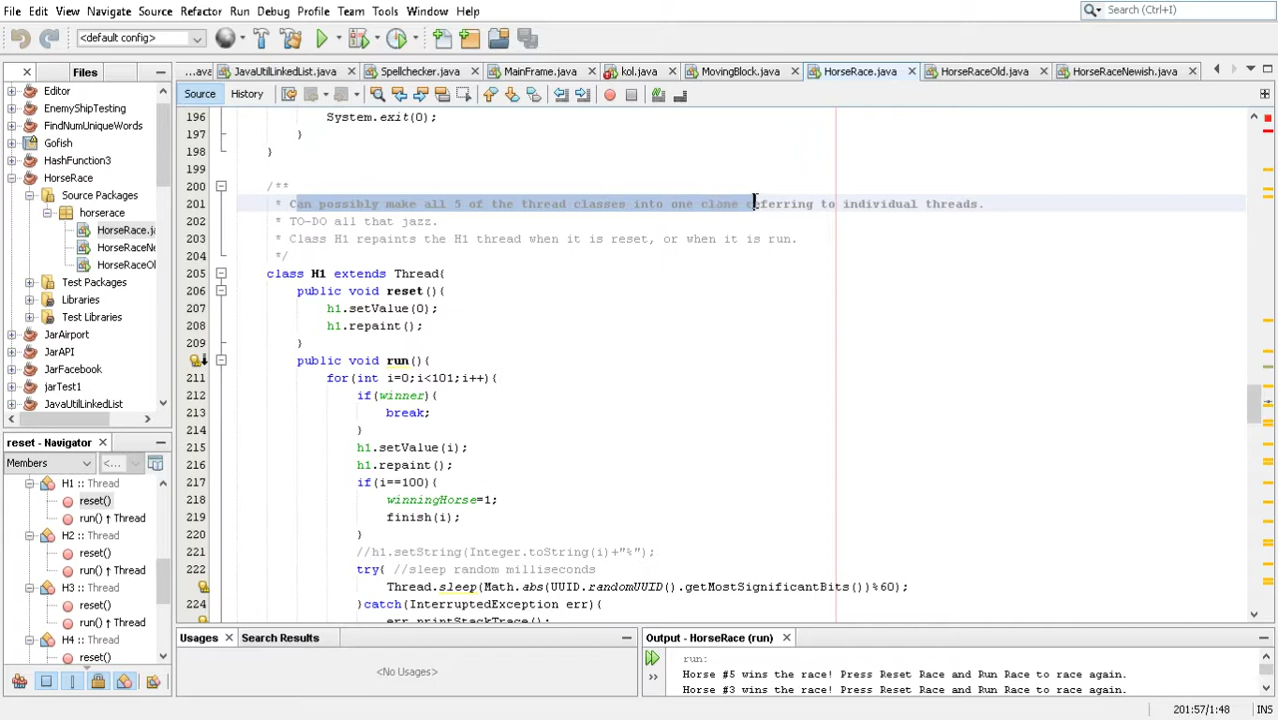 File Edit View Navigate Source Refactor Run Debug Profile Team Tools Window Help Search (Ctrl+I)
<default config>
Files ...ava JavaUtilLinkedList.java Spellchecker.java MainFrame.java kol.java MovingBlock.java HorseRace.java HorseRaceOld.java HorseRaceNewish.java
Source History
Editor
EnemyShipTesting
FindNumUniqueWords
Gofish
HashFunction3
HorseRace
Source Packages
horserace
HorseRace.ja
HorseRaceNe
HorseRaceOl
Test Packages
Libraries
Test Libraries
JarAirport
JarAPI
JarFacebook
jarTest1
JavaUtilLinkedList
reset - Navigator
Members <...
H1 :: Thread
reset()
run() ↑ Thread
H2 :: Thread
reset()
run() ↑ Thread
H3 :: Thread
reset()
run() ↑ Thread
H4 :: Thread
reset()
196 System.exit(0);
197 }
198 }
199
200 /**
201 * Can possibly make all 5 of the thread classes into one clone referring to individual threads.
202 * TO-DO all that jazz.
203 * Class H1 repaints the H1 thread when it is reset, or when it is run.
204 */
205 class H1 extends Thread{
206 public void reset(){
207 h1.setValue(0);
208 h1.repaint();
209 }
public void run(){
211 for(int i=0;i<101;i++){
212 if(winner){
213 break;
214 }
215 h1.setValue(i);
216 h1.repaint();
217 if(i==100){
218 winningHorse=1;
219 finish(i);
220 }
221 //h1.setString(Integer.toString(i)+"%");
222 try{ //sleep random milliseconds
Thread.sleep(Math.abs(UUID.randomUUID().getMostSignificantBits())%60);
224 }catch(InterruptedException err){
err.printStackTrace();
Usages Search Results
<No Usages>
Output - HorseRace (run)
run:
Horse #5 wins the race! Press Reset Race and Run Race to race again.
Horse #3 wins the race! Press Reset Race and Run Race to race again.
201:57/1:48 INS